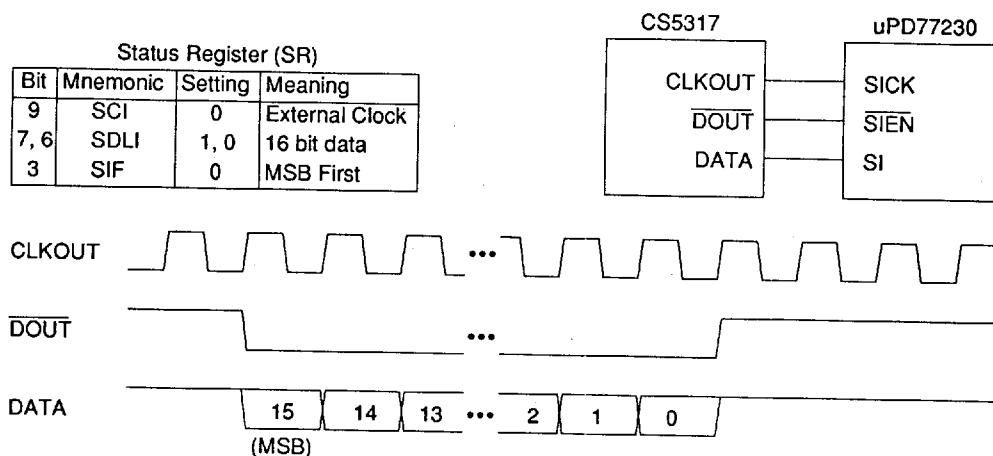 Status Register (SR)
Bit Mnemonic Setting Meaning
9 SCI 0 External Clock
7, 6 SDLI 1, 0 16 bit data
3 SIF 0 MSB First
CS5317 uPD77230
CLKOUT SICK
DOUT SIEN
DATA SI
CLKOUT •••
DOUT •••
DATA 15 14 13 ••• 2 1 0
(MSB)